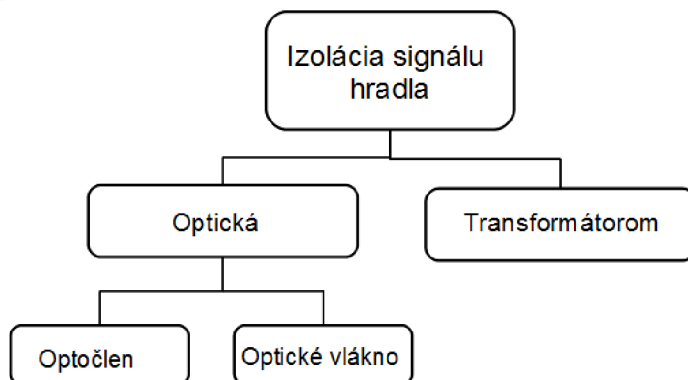 Izolácia signálu
hradla
Optická
Transformátorom
Optočlen
Optické vlákno